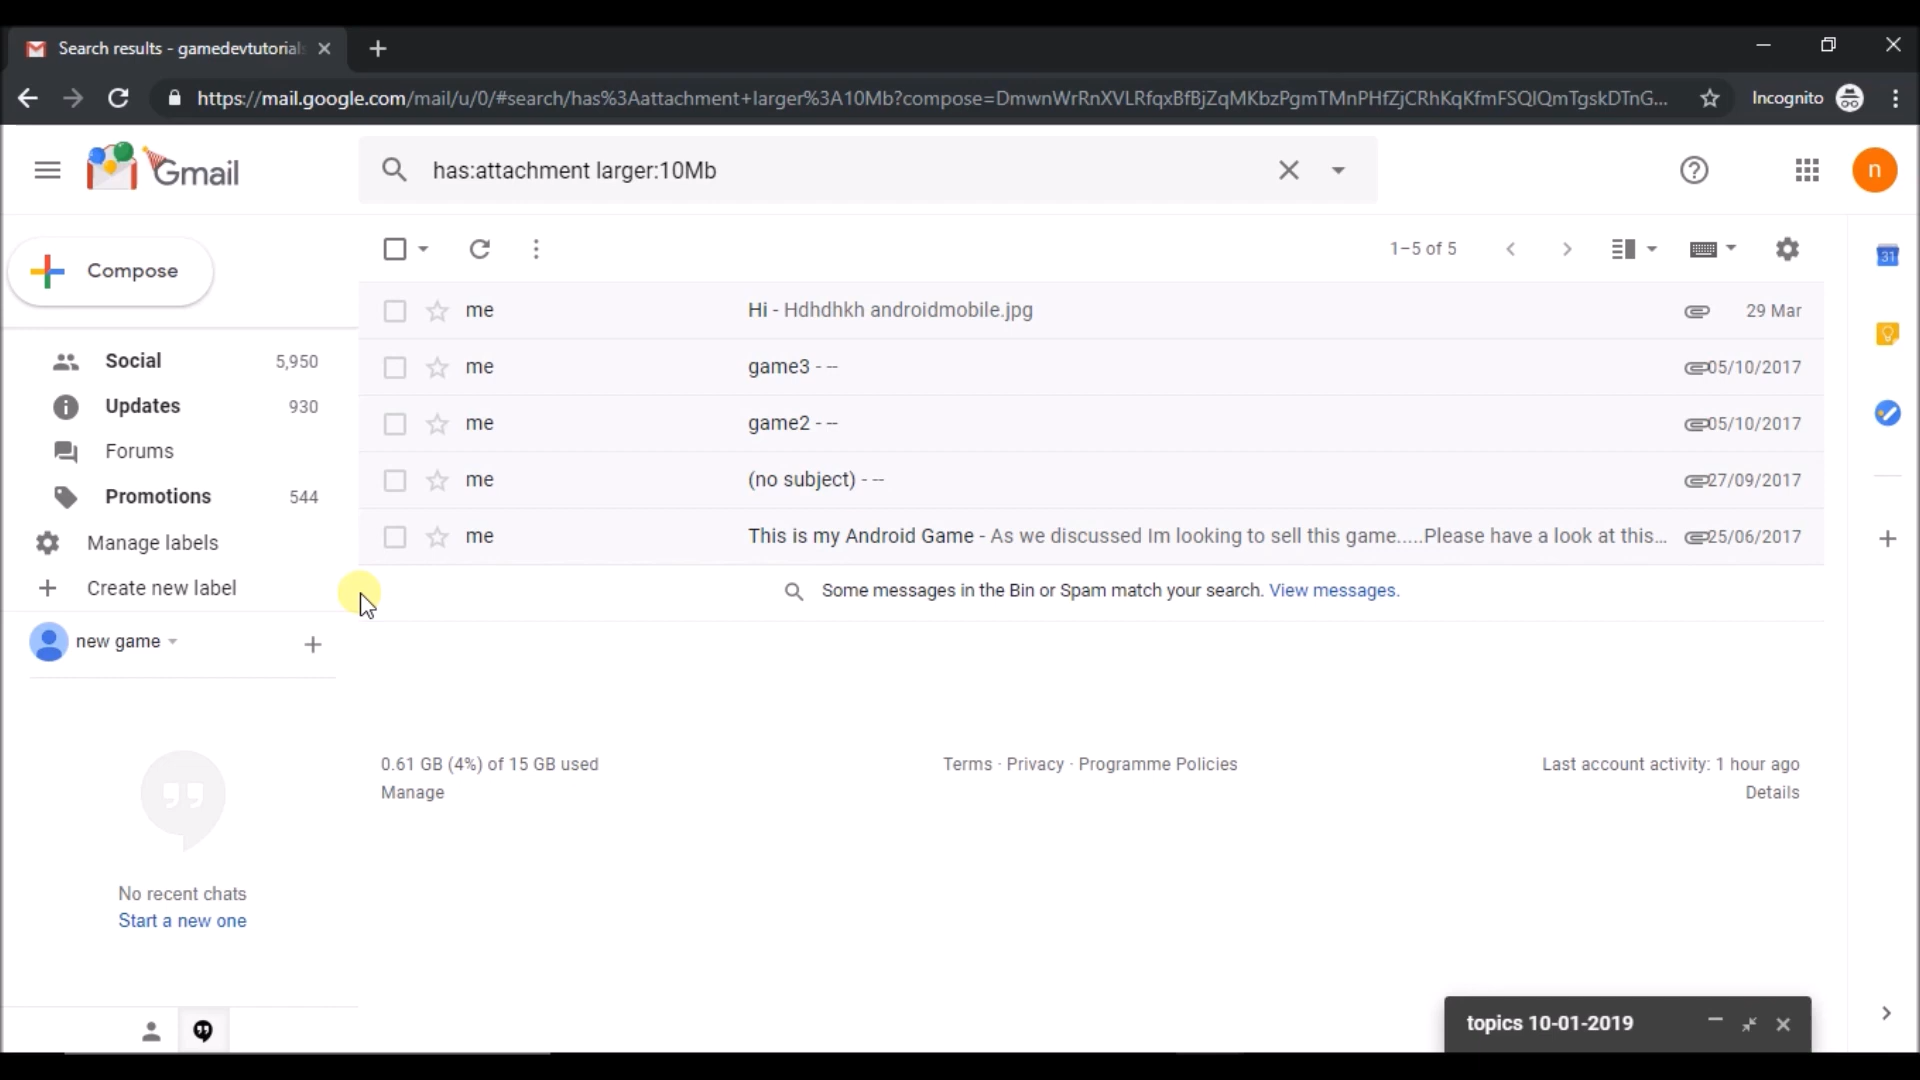 Search results - gamedevtutorials
https://mail.google.com/mail/u/0/#search/has%3Aattachment+larger%3A10Mb?compose=DmwnWrRnXVLRfqxBfBjZqMKbzPgmTMnPHfZjCRhKqKfmFSQlQmTgskDTnG...
Incognito
Gmail
has:attachment larger:10Mb
n
Compose
1–5 of 5
31
me Hi - Hdhdhkh androidmobile.jpg 29 Mar
me game3 - -- 05/10/2017
me game2 - -- 05/10/2017
me (no subject) - -- 27/09/2017
me This is my Android Game - As we discussed Im looking to sell this game.....Please have a look at this... 25/06/2017
Some messages in the Bin or Spam match your search. View messages.
Social 5,950
Updates 930
Forums
Promotions 544
Manage labels
Create new label
new game
0.61 GB (4%) of 15 GB used
Manage
Terms · Privacy · Programme Policies
Last account activity: 1 hour ago
Details
No recent chats
Start a new one
topics 10-01-2019